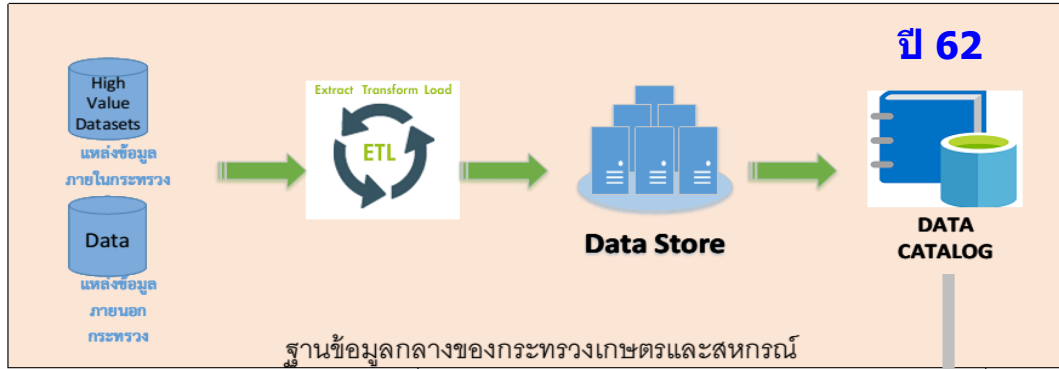 ปี 62
High
Value
Datasets
แหล่งข้อมูล
ภายในกระทรวง
Extract Transform Load
ETL
Data
แหล่งข้อมูล
ภายนอก
กระทรวง
Data Store
DATA
CATALOG
ฐานข้อมูลกลางของกระทรวงเกษตรและสหกรณ์